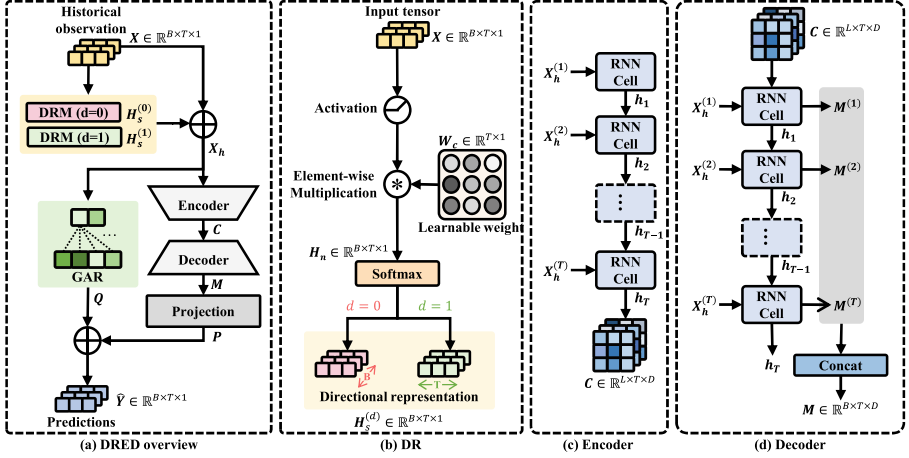 Historical
observation
X ∈ ℝ^{B×T×1}
DRM (d=0)
H_s^{(0)}
DRM (d=1)
H_s^{(1)}
X_h
Encoder
C
...
GAR
Decoder
M
Q
Projection
P
Ŷ ∈ ℝ^{B×T×1}
Predictions
(a) DRED overview
Input tensor
X ∈ ℝ^{B×T×1}
Activation
W_c ∈ ℝ^{T×1}
Element-wise
Multiplication
*
Learnable weight
H_n ∈ ℝ^{B×T×1}
Softmax
d = 0
d = 1
B
T
Directional representation
H_s^{(d)} ∈ ℝ^{B×T×1}
(b) DR
X_h^{(1)}
RNN
Cell
h_1
X_h^{(2)}
RNN
Cell
h_2
⋮
h_{T−1}
X_h^{(T)}
RNN
Cell
h_T
C ∈ ℝ^{L×T×D}
(c) Encoder
C ∈ ℝ^{L×T×D}
X_h^{(1)}
RNN
Cell
M^{(1)}
h_1
X_h^{(2)}
RNN
Cell
M^{(2)}
h_2
⋮
h_{T−1}
X_h^{(T)}
RNN
Cell
M^{(T)}
h_T
Concat
M ∈ ℝ^{B×T×D}
(d) Decoder